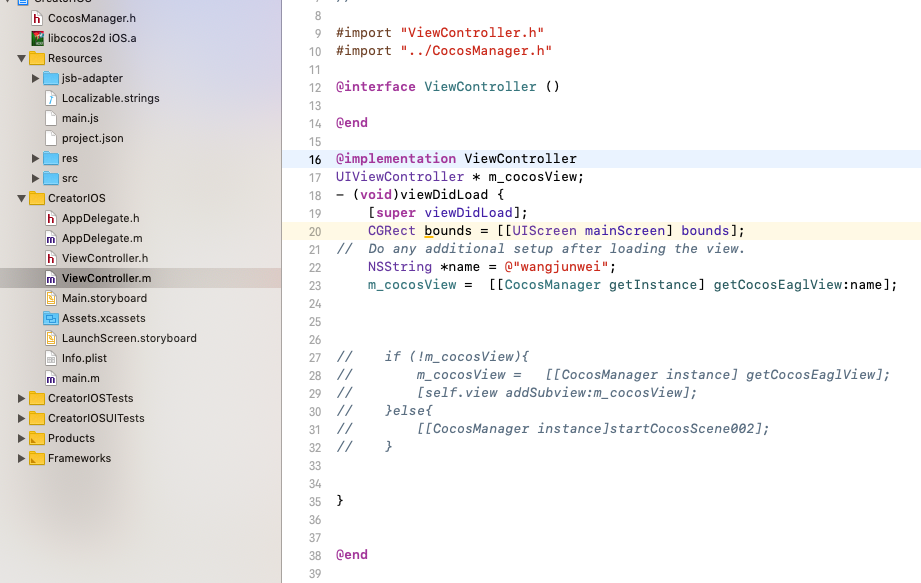 CreatorIOS
CocosManager.h
libcocos2d iOS.a
Resources
jsb-adapter
Localizable.strings
main.js
project.json
res
src
CreatorIOS
AppDelegate.h
AppDelegate.m
ViewController.h
ViewController.m
Main.storyboard
Assets.xcassets
LaunchScreen.storyboard
Info.plist
main.m
CreatorIOSTests
CreatorIOSUITests
Products
Frameworks
8
9 #import "ViewController.h"
10 #import "../CocosManager.h"
11
12 @interface ViewController ()
13
14 @end
15
16 @implementation ViewController
17 UIViewController * m_cocosView;
18 - (void)viewDidLoad {
19 [super viewDidLoad];
20 CGRect bounds = [[UIScreen mainScreen] bounds];
21 // Do any additional setup after loading the view.
22 NSString *name = @"wangjunwei";
23 m_cocosView = [[CocosManager getInstance] getCocosEaglView:name];
24
25
26
27 // if (!m_cocosView){
28 // m_cocosView = [[CocosManager instance] getCocosEaglView];
29 // [self.view addSubview:m_cocosView];
30 // }else{
31 // [[CocosManager instance]startCocosScene002];
32 // }
33
34
35 }
36
37
38 @end
39